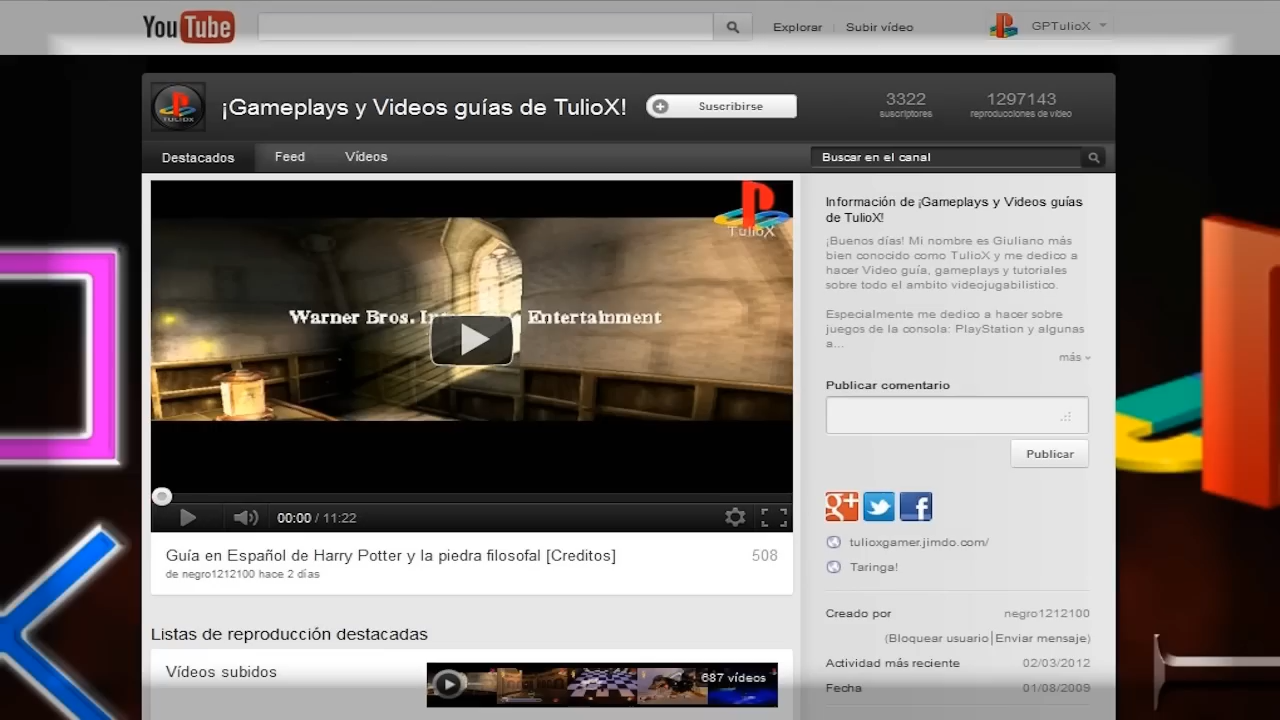 YouTube
Explorar
Subir vídeo
GPTulioX
TULIOX
¡Gameplays y Videos guías de TulioX!
Suscribirse
3322
suscriptores
1297143
reproducciones de vídeo
Destacados
Feed
Vídeos
Buscar en el canal
TulioX
Warner Bros. Entertainment
00:00 / 11:22
Guía en Español de Harry Potter y la piedra filosofal [Creditos]
508
de negro1212100 hace 2 días
Listas de reproducción destacadas
Vídeos subidos
687 vídeos
Información de ¡Gameplays y Videos guías
de TulioX!
¡Buenos días! Mi nombre es Giuliano más
bien conocido como TulioX y me dedico a
hacer Video guía, gameplays y tutoriales
sobre todo el ambito videojugabilistico.
Especialmente me dedico a hacer sobre
juegos de la consola: PlayStation y algunas
a...
más
Publicar comentario
Publicar
tulioxgamer.jimdo.com/
Taringa!
Creado por
negro1212100
(Bloquear usuario|Enviar mensaje)
Actividad más reciente
02/03/2012
Fecha
01/08/2009